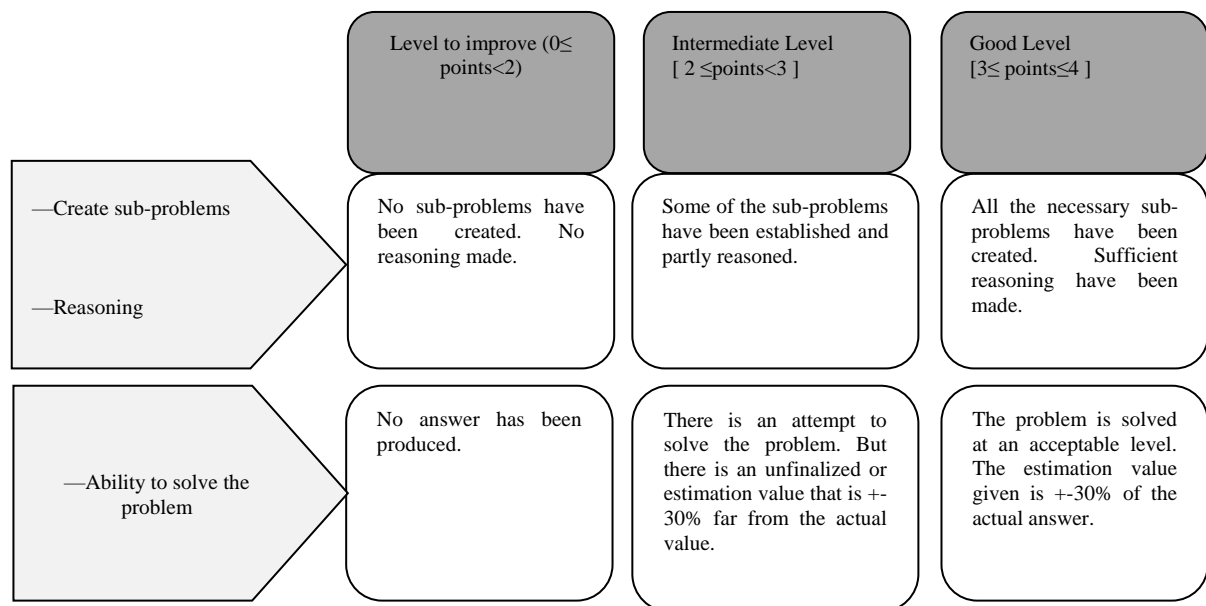 Level to improve (0≤
points<2)
Intermediate Level
[ 2 ≤points<3 ]
Good Level
[3≤ points≤4 ]
—Create sub-problems
—Reasoning
No sub-problems have
been created. No
reasoning made.
Some of the sub-problems
have been established and
partly reasoned.
All the necessary sub-
problems have been
created. Sufficient
reasoning have been
made.
—Ability to solve the
problem
No answer has been
produced.
There is an attempt to
solve the problem. But
there is an unfinalized or
estimation value that is +-
30% far from the actual
value.
The problem is solved
at an acceptable level.
The estimation value
given is +-30% of the
actual answer.